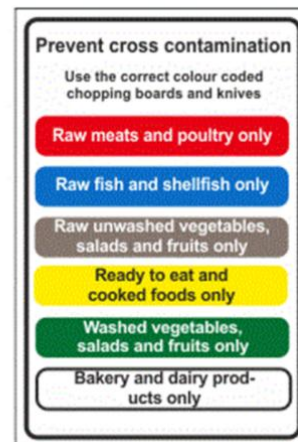 Prevent cross contamination
Use the correct colour coded
chopping boards and knives
Raw meats and poultry only
Raw fish and shellfish only
Raw unwashed vegetables,
salads and fruits only
Ready to eat and
cooked foods only
Washed vegetables,
salads and fruits only
Bakery and dairy prod-
ucts only